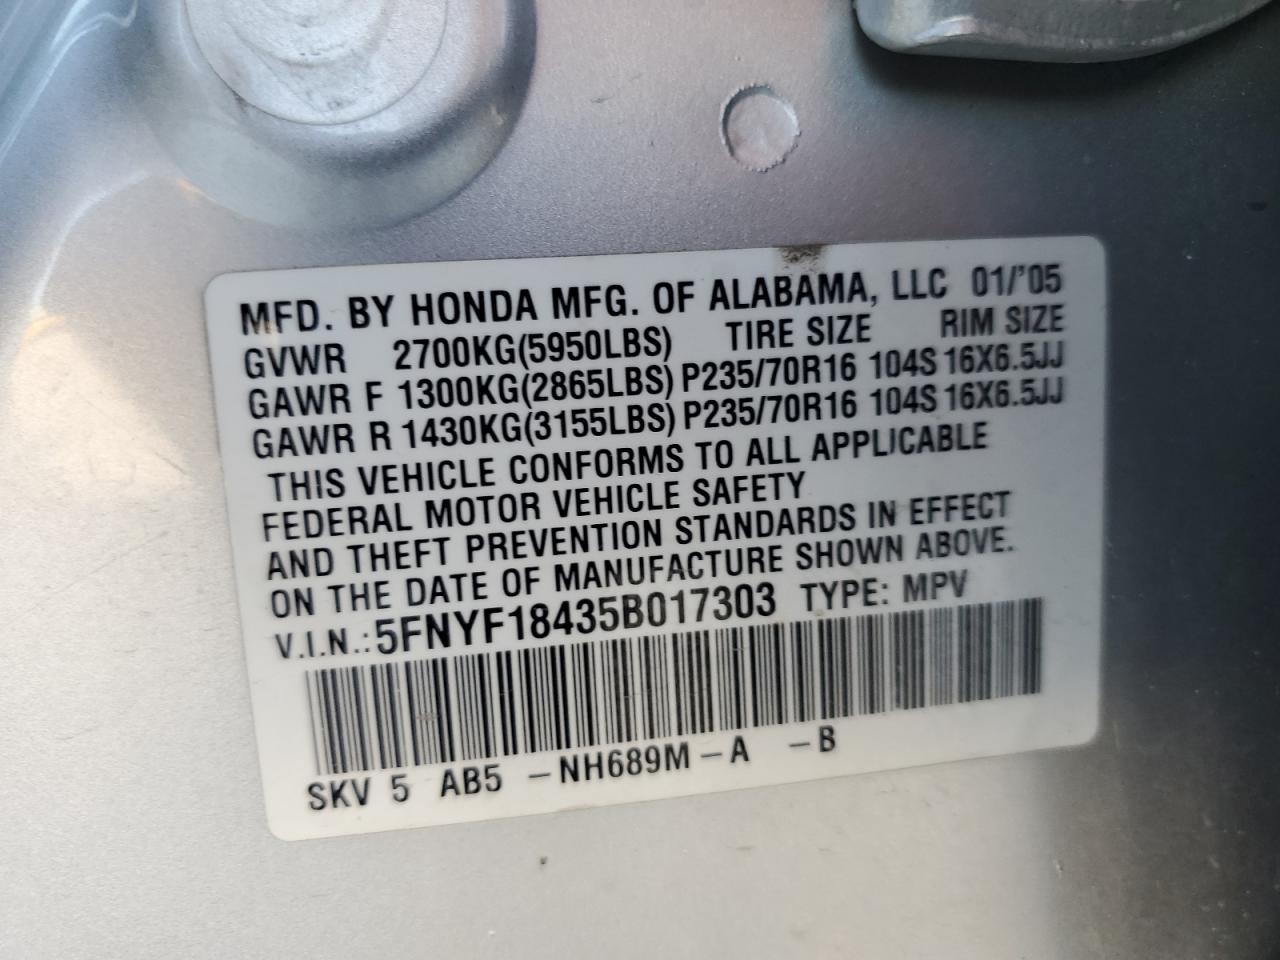 MFD. BY HONDA MFG. OF ALABAMA, LLC 01/'05
GVWR 2700KG(5950LBS) TIRE SIZE RIM SIZE
GAWR F 1300KG(2865LBS) P235/70R16 104S 16X6.5JJ
GAWR R 1430KG(3155LBS) P235/70R16 104S 16X6.5JJ
THIS VEHICLE CONFORMS TO ALL APPLICABLE
FEDERAL MOTOR VEHICLE SAFETY
AND THEFT PREVENTION STANDARDS IN EFFECT
ON THE DATE OF MANUFACTURE SHOWN ABOVE.
V.I.N.: 5FNYF18435B017303 TYPE: MPV
SKV 5 AB5 -NH689M-A -B